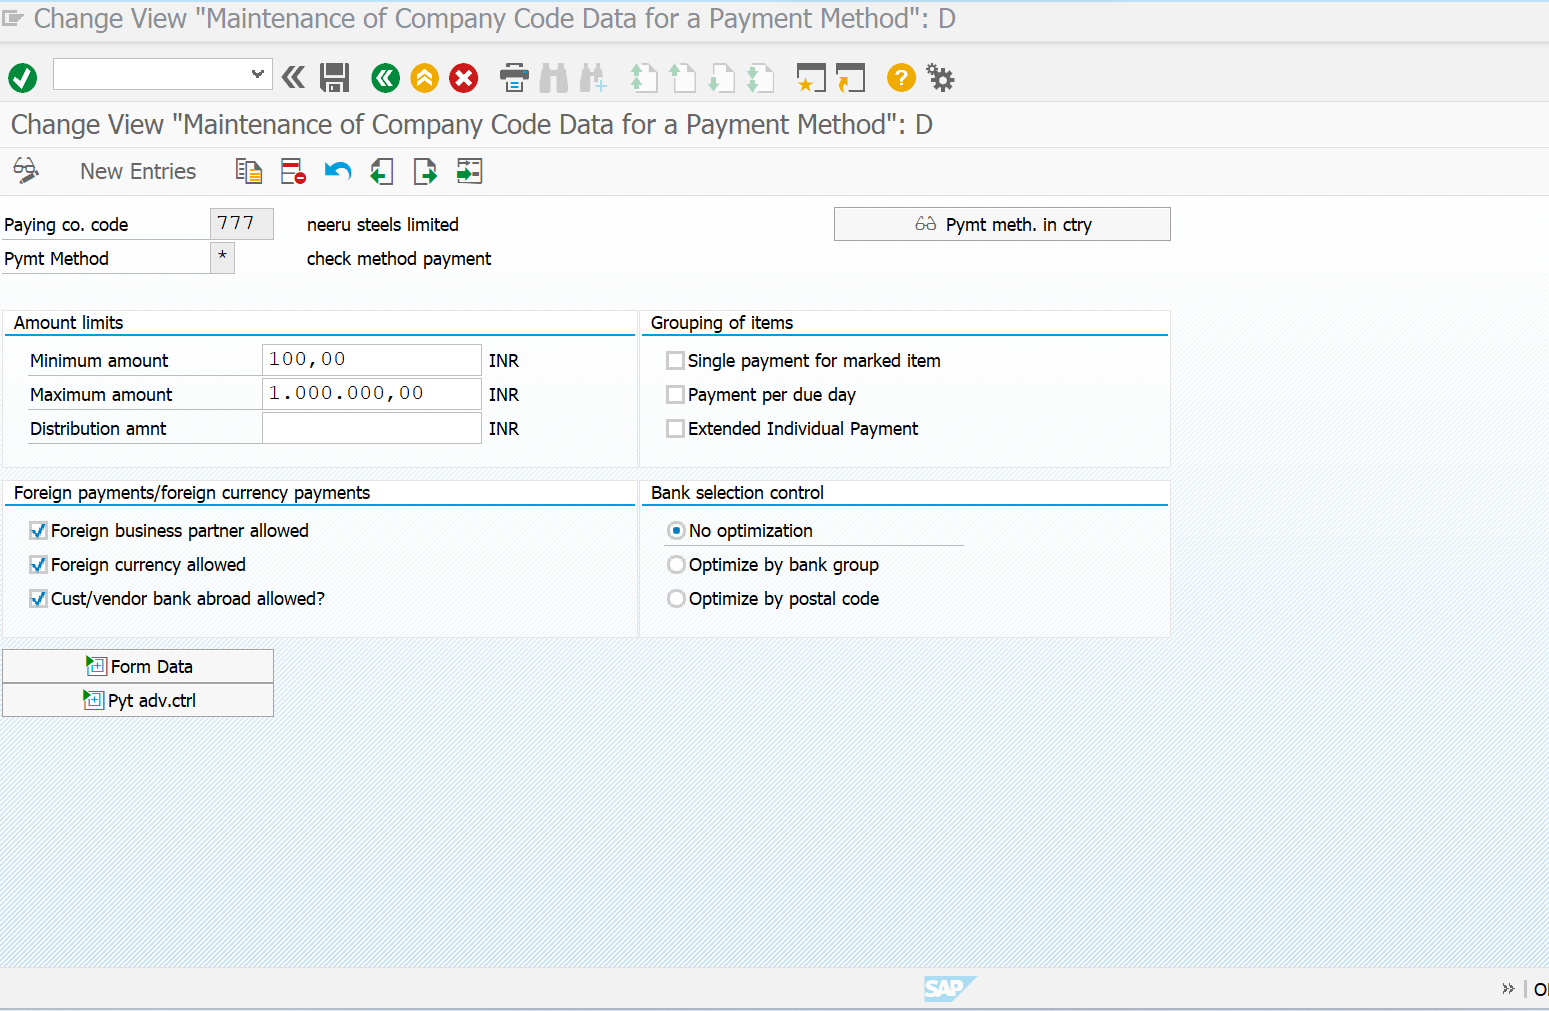 Change View "Maintenance of Company Code Data for a Payment Method": D
Change View "Maintenance of Company Code Data for a Payment Method": D
New Entries
Paying co. code 777 neeru steels limited Pymt meth. in ctry
Pymt Method * check method payment
Amount limits
Minimum amount 100,00 INR
Maximum amount 1.000.000,00 INR
Distribution amnt INR
Grouping of items
Single payment for marked item
Payment per due day
Extended Individual Payment
Foreign payments/foreign currency payments
Foreign business partner allowed
Foreign currency allowed
Cust/vendor bank abroad allowed?
Bank selection control
No optimization
Optimize by bank group
Optimize by postal code
Form Data
Pyt adv.ctrl
SAP